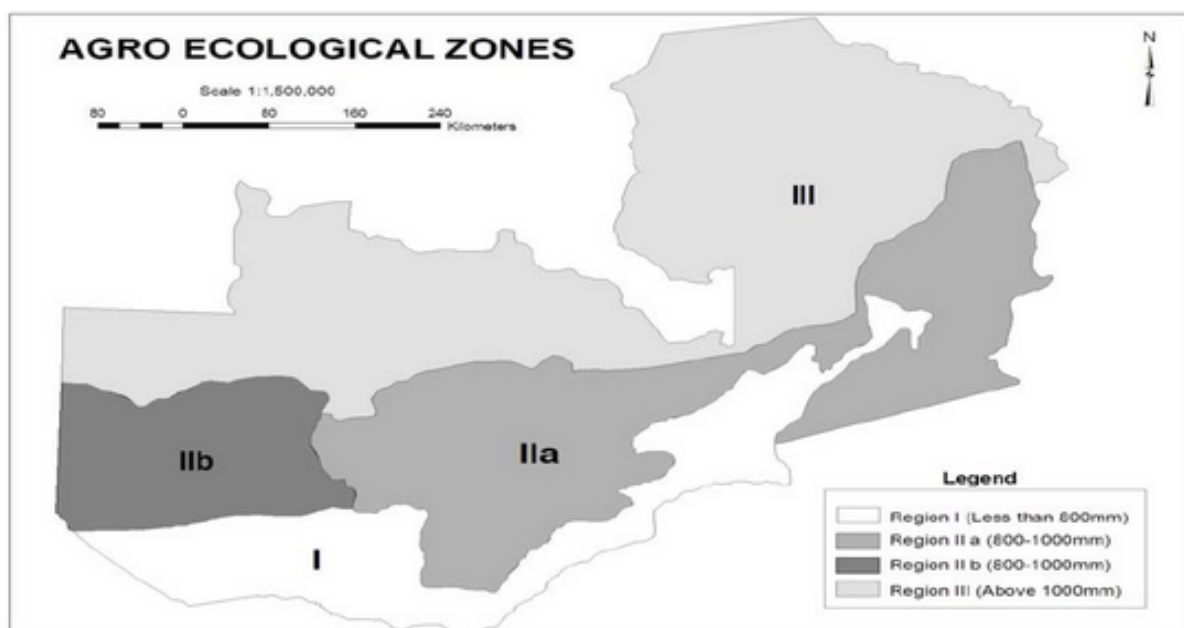 AGRO ECOLOGICAL ZONES
Scale 1:1,500,000
80 0 80 160 240
Kilometers
N
III
IIb
IIa
I
Legend
Region I (Less than 800mm)
Region II a (800-1000mm)
Region II b (800-1000mm)
Region III (Above 1000mm)